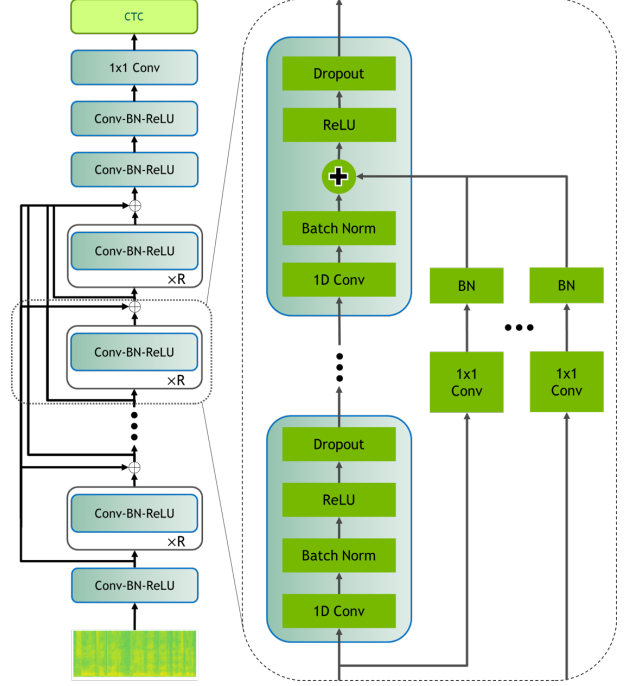 CTC
1x1 Conv
Conv-BN-ReLU
Conv-BN-ReLU
Conv-BN-ReLU
×R
Conv-BN-ReLU
×R
Conv-BN-ReLU
×R
Conv-BN-ReLU
Dropout
ReLU
Batch Norm
1D Conv
BN
BN
1x1
Conv
1x1
Conv
Dropout
ReLU
Batch Norm
1D Conv